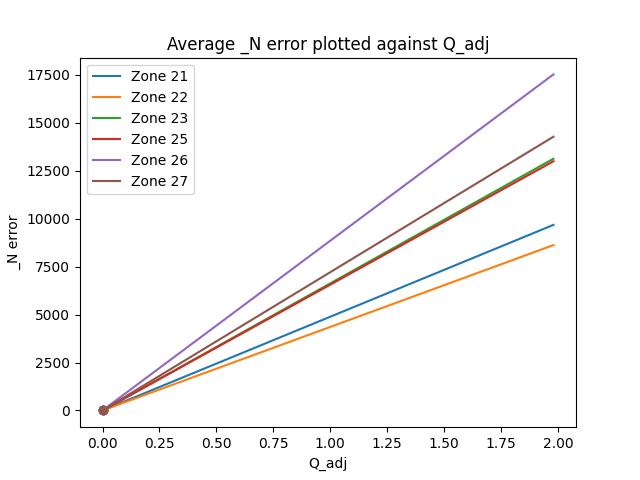 Average _N error plotted against Q_adj
17500
15000
12500
10000
7500
5000
2500
0
_N error
Zone 21
Zone 22
Zone 23
Zone 25
Zone 26
Zone 27
0.00 0.25 0.50 0.75 1.00 1.25 1.50 1.75 2.00
Q_adj